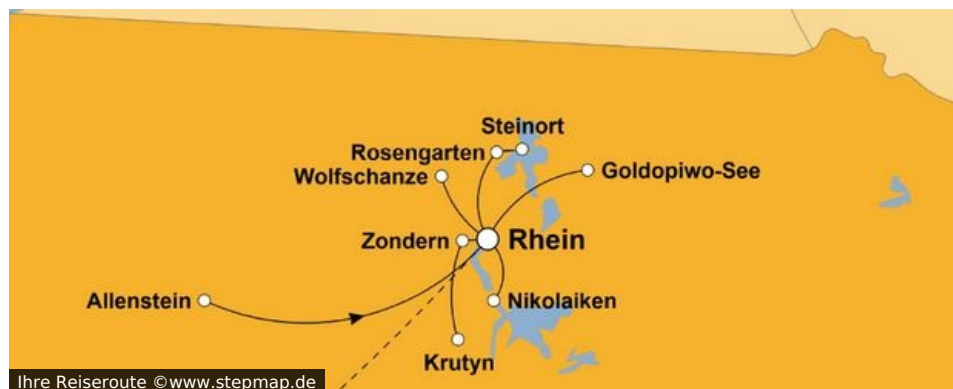 Steinort
Rosengarten
Wolfschanze
Goldopiwo-See
Zondern
Rhein
Allenstein
Nikolaiken
Krutyn
Ihre Reiseroute ©www.stepmap.de